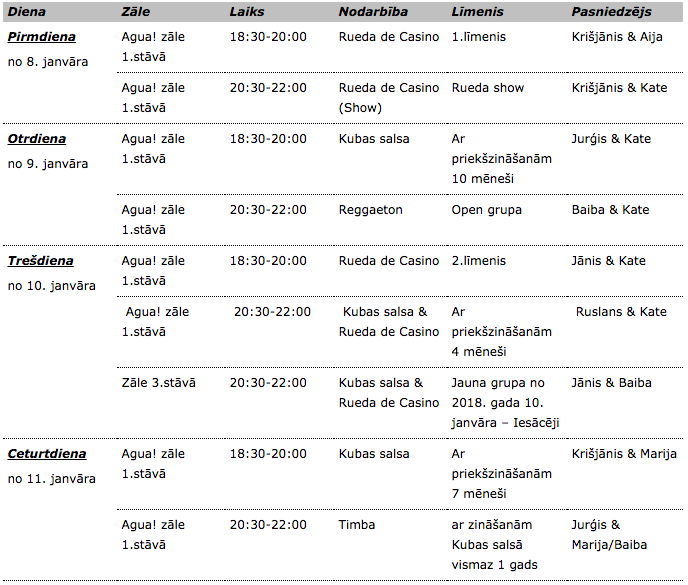 Diena Zāle Laiks Nodarbība Līmenis Pasniedzējs
Pirmdiena Agua! zāle 18:30-20:00 Rueda de Casino 1.līmenis Krišjānis & Aija
no 8. janvāra 1.stāvā
Agua! zāle 20:30-22:00 Rueda de Casino Rueda show Krišjānis & Kate
1.stāvā (Show)
Otrdiena Agua! zāle 18:30-20:00 Kubas salsa Ar Jurģis & Kate
no 9. janvāra 1.stāvā priekšzināšanām
10 mēneši
Agua! zāle 20:30-22:00 Reggaeton Open grupa Baiba & Kate
1.stāvā
Trešdiena Agua! zāle 18:30-20:00 Rueda de Casino 2.līmenis Jānis & Kate
no 10. janvāra 1.stāvā
Agua! zāle 20:30-22:00 Kubas salsa & Ar Ruslans & Kate
1.stāvā Rueda de Casino priekšzināšanām
4 mēneši
Zāle 3.stāvā 20:30-22:00 Kubas salsa & Jauna grupa no Jānis & Baiba
Rueda de Casino 2018. gada 10.
janvāra – Iesācēji
Ceturtdiena Agua! zāle 18:30-20:00 Kubas salsa Ar Krišjānis & Marija
no 11. janvāra 1.stāvā priekšzināšanām
7 mēneši
Agua! zāle 20:30-22:00 Timba ar zināšanām Jurģis &
1.stāvā Kubas salsā Marija/Baiba
vismaz 1 gads